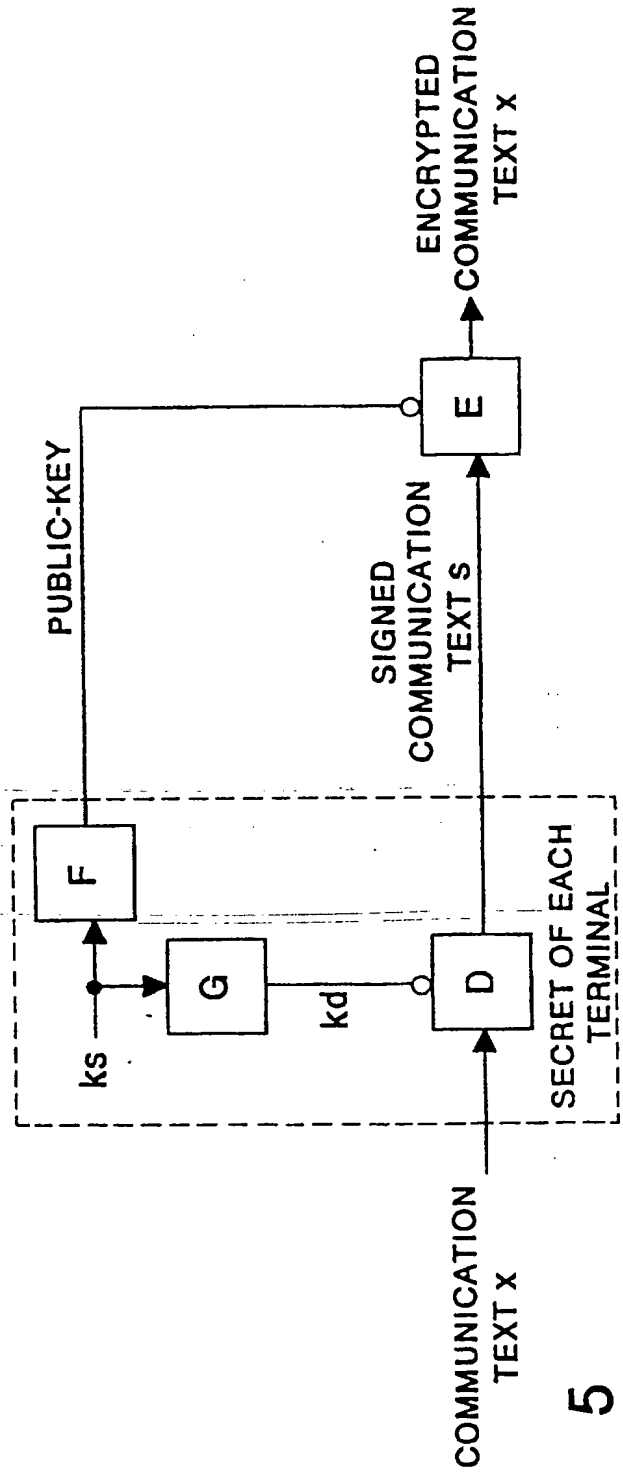 PUBLIC-KEY
F
ks
G
kd
D
SECRET OF EACH
TERMINAL
COMMUNICATION
TEXT x
SIGNED
COMMUNICATION
TEXT s
E
ENCRYPTED
COMMUNICATION
TEXT x
5